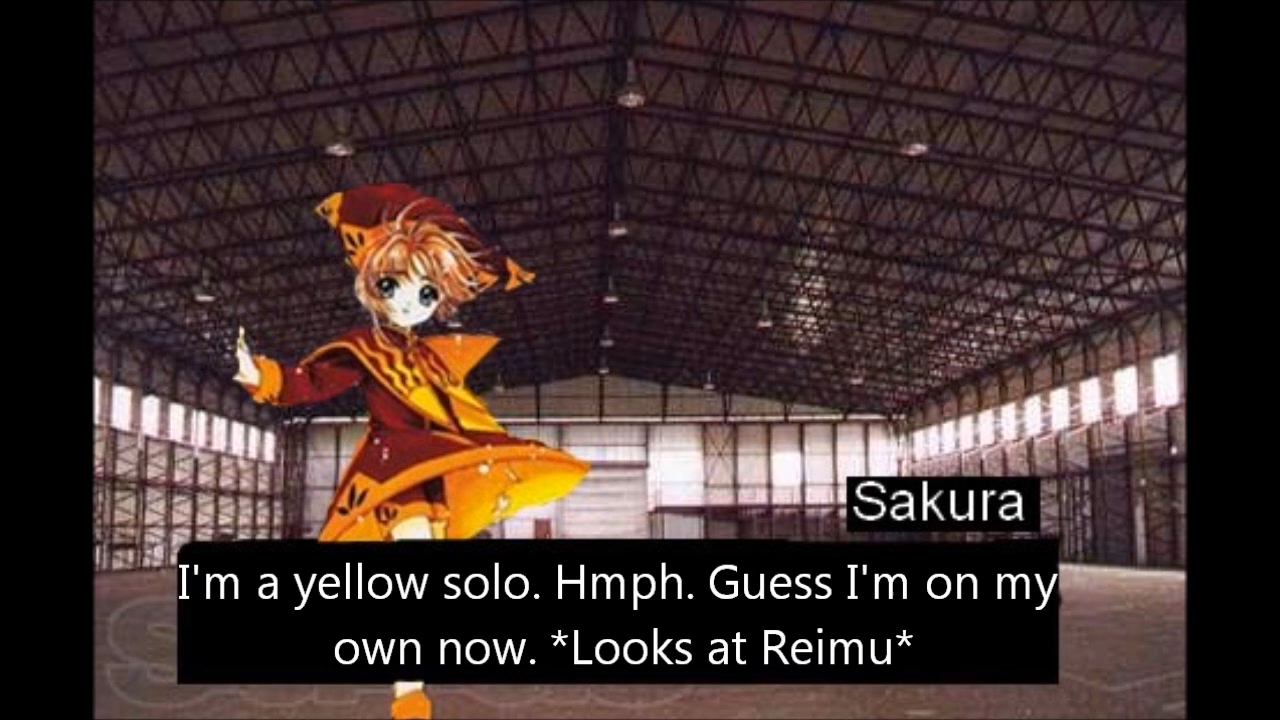 Sakura
I'm a yellow solo. Hmph. Guess I'm on my
own now. *Looks at Reimu*